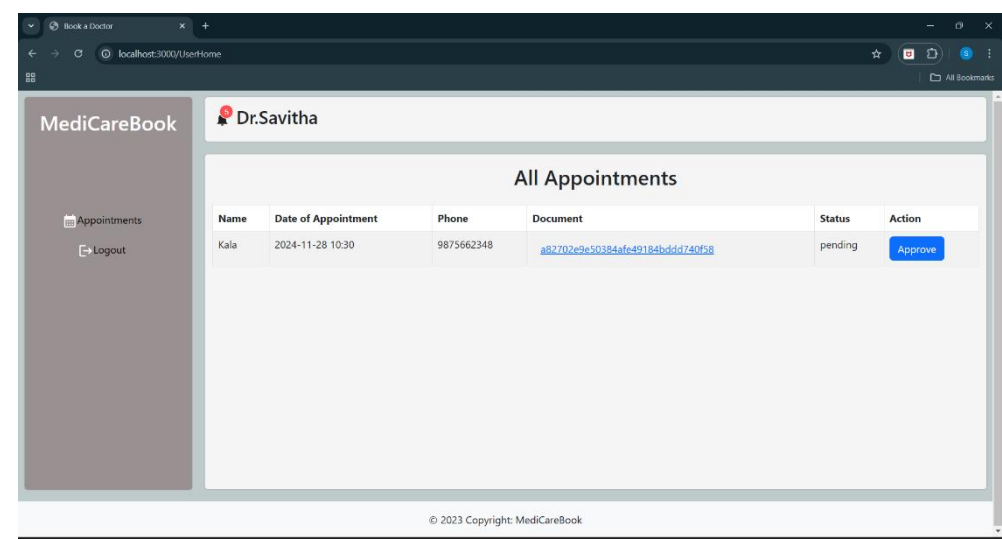 Book a Doctor
localhost:3000/UserHome
All Bookmarks
MediCareBook
5 Dr.Savitha
All Appointments
Appointments
Logout
Name Date of Appointment Phone Document Status Action
Kala 2024-11-28 10:30 9875662348 a82702e9e50384afe49184bddd740f58 pending Approve
© 2023 Copyright: MediCareBook